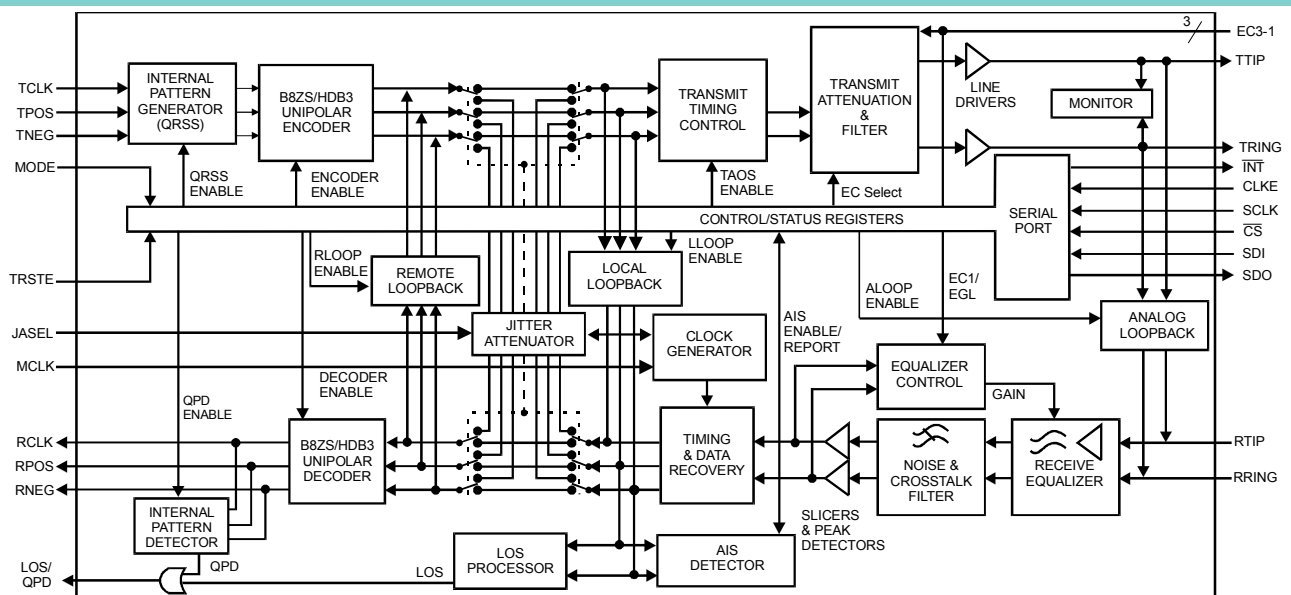 3
EC3-1
TTIP
TCLK
TPOS
TNEG
INTERNAL
PATTERN
GENERATOR
(QRSS)
B8ZS/HDB3
UNIPOLAR
ENCODER
TRANSMIT
TIMING
CONTROL
TRANSMIT
ATTENUATION
&
FILTER
LINE
DRIVERS
MONITOR
TRING
MODE
QRSS
ENABLE
ENCODER
ENABLE
TAOS
ENABLE
EC Select
INT
CLKE
SCLK
CS
SDI
SDO
SERIAL
PORT
CONTROL/STATUS REGISTERS
TRSTE
RLOOP
ENABLE
REMOTE
LOOPBACK
LOCAL
LOOPBACK
LLOOP
ENABLE
EC1/
EGL
ALOOP
ENABLE
ANALOG
LOOPBACK
JASEL
JITTER
ATTENUATOR
CLOCK
GENERATOR
AIS
ENABLE/
REPORT
MCLK
EQUALIZER
CONTROL
GAIN
QPD
ENABLE
DECODER
ENABLE
RCLK
RPOS
RNEG
B8ZS/HDB3
UNIPOLAR
DECODER
TIMING
& DATA
RECOVERY
NOISE &
CROSSTALK
FILTER
RECEIVE
EQUALIZER
RTIP
RRING
INTERNAL
PATTERN
DETECTOR
SLICERS
& PEAK
DETECTORS
LOS
PROCESSOR
AIS
DETECTOR
QPD
LOS
LOS/
QPD